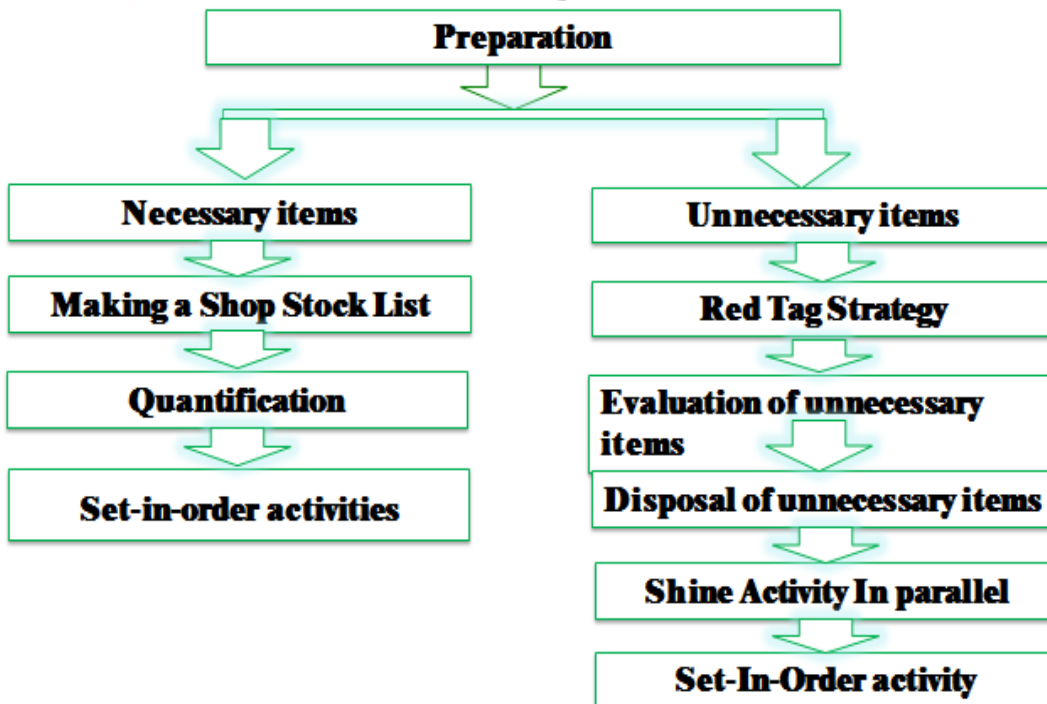 Preparation
Necessary items
Making a Shop Stock List
Quantification
Set-in-order activities
Unnecessary items
Red Tag Strategy
Evaluation of unnecessary
items
Disposal of unnecessary items
Shine Activity In parallel
Set-In-Order activity